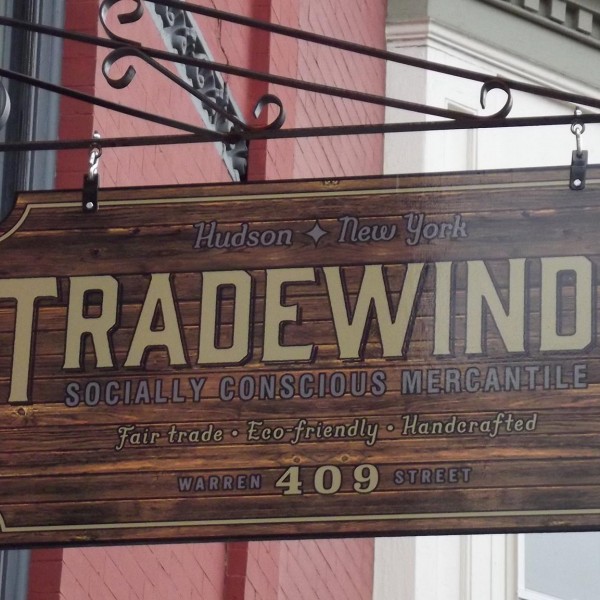 Hudson ✦ New York
TRADEWIND
SOCIALLY CONSCIOUS MERCANTILE
Fair trade • Eco-friendly • Handcrafted
WARREN 409 STREET